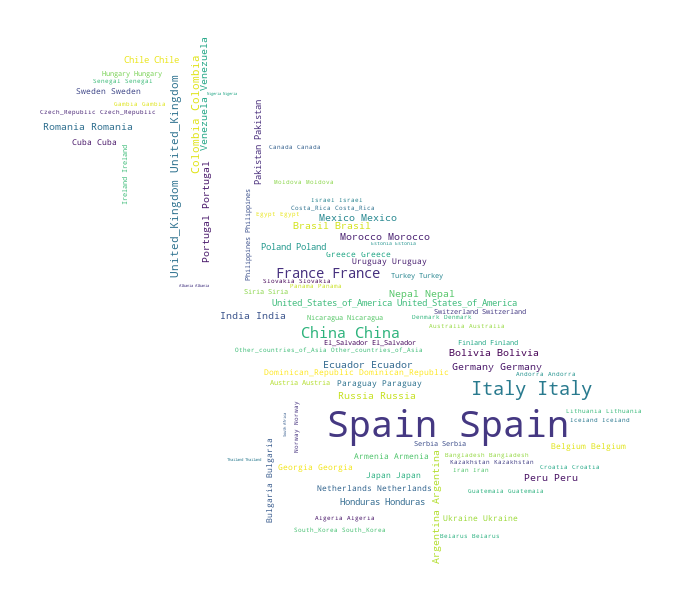 Chile Chile
Hungary Hungary
Senegal Senegal
Sweden Sweden
Gambia Gambia
Czech_Republic Czech_Republic
Romania Romania
Cuba Cuba
Ireland Ireland
United_Kingdom United_Kingdom
Colombia Colombia
Venezuela Venezuela
Nigeria Nigeria
Portugal Portugal
Pakistan Pakistan
Canada Canada
Moldova Moldova
Philippines Philippines
Israel Israel
Costa_Rica Costa_Rica
Egypt Egypt
Mexico Mexico
Brasil Brasil
Morocco Morocco
Estonia Estonia
Poland Poland
Greece Greece
Uruguay Uruguay
France France
Turkey Turkey
Slovakia Slovakia
Albania Albania
Panama Panama
Siria Siria
Nepal Nepal
United_States_of_America United_States_of_America
Switzerland Switzerland
India India
Nicaragua Nicaragua
Denmark Denmark
Australia Australia
China China
El_Salvador El_Salvador
Finland Finland
Other_countries_of_Asia Other_countries_of_Asia
Bolivia Bolivia
Ecuador Ecuador
Germany Germany
Dominican_Republic Dominican_Republic
Andorra Andorra
Austria Austria
Paraguay Paraguay
Italy Italy
Russia Russia
Lithuania Lithuania
Iceland Iceland
Spain Spain
South_Africa
Norway Norway
Serbia Serbia
Belgium Belgium
Bulgaria Bulgaria
Thailand Thailand
Armenia Armenia
Bangladesh Bangladesh
Kazakhstan Kazakhstan
Georgia Georgia
Iran Iran
Croatia Croatia
Japan Japan
Peru Peru
Netherlands Netherlands
Guatemala Guatemala
Honduras Honduras
Argentina Argentina
Algeria Algeria
Ukraine Ukraine
South_Korea South_Korea
Belarus Belarus